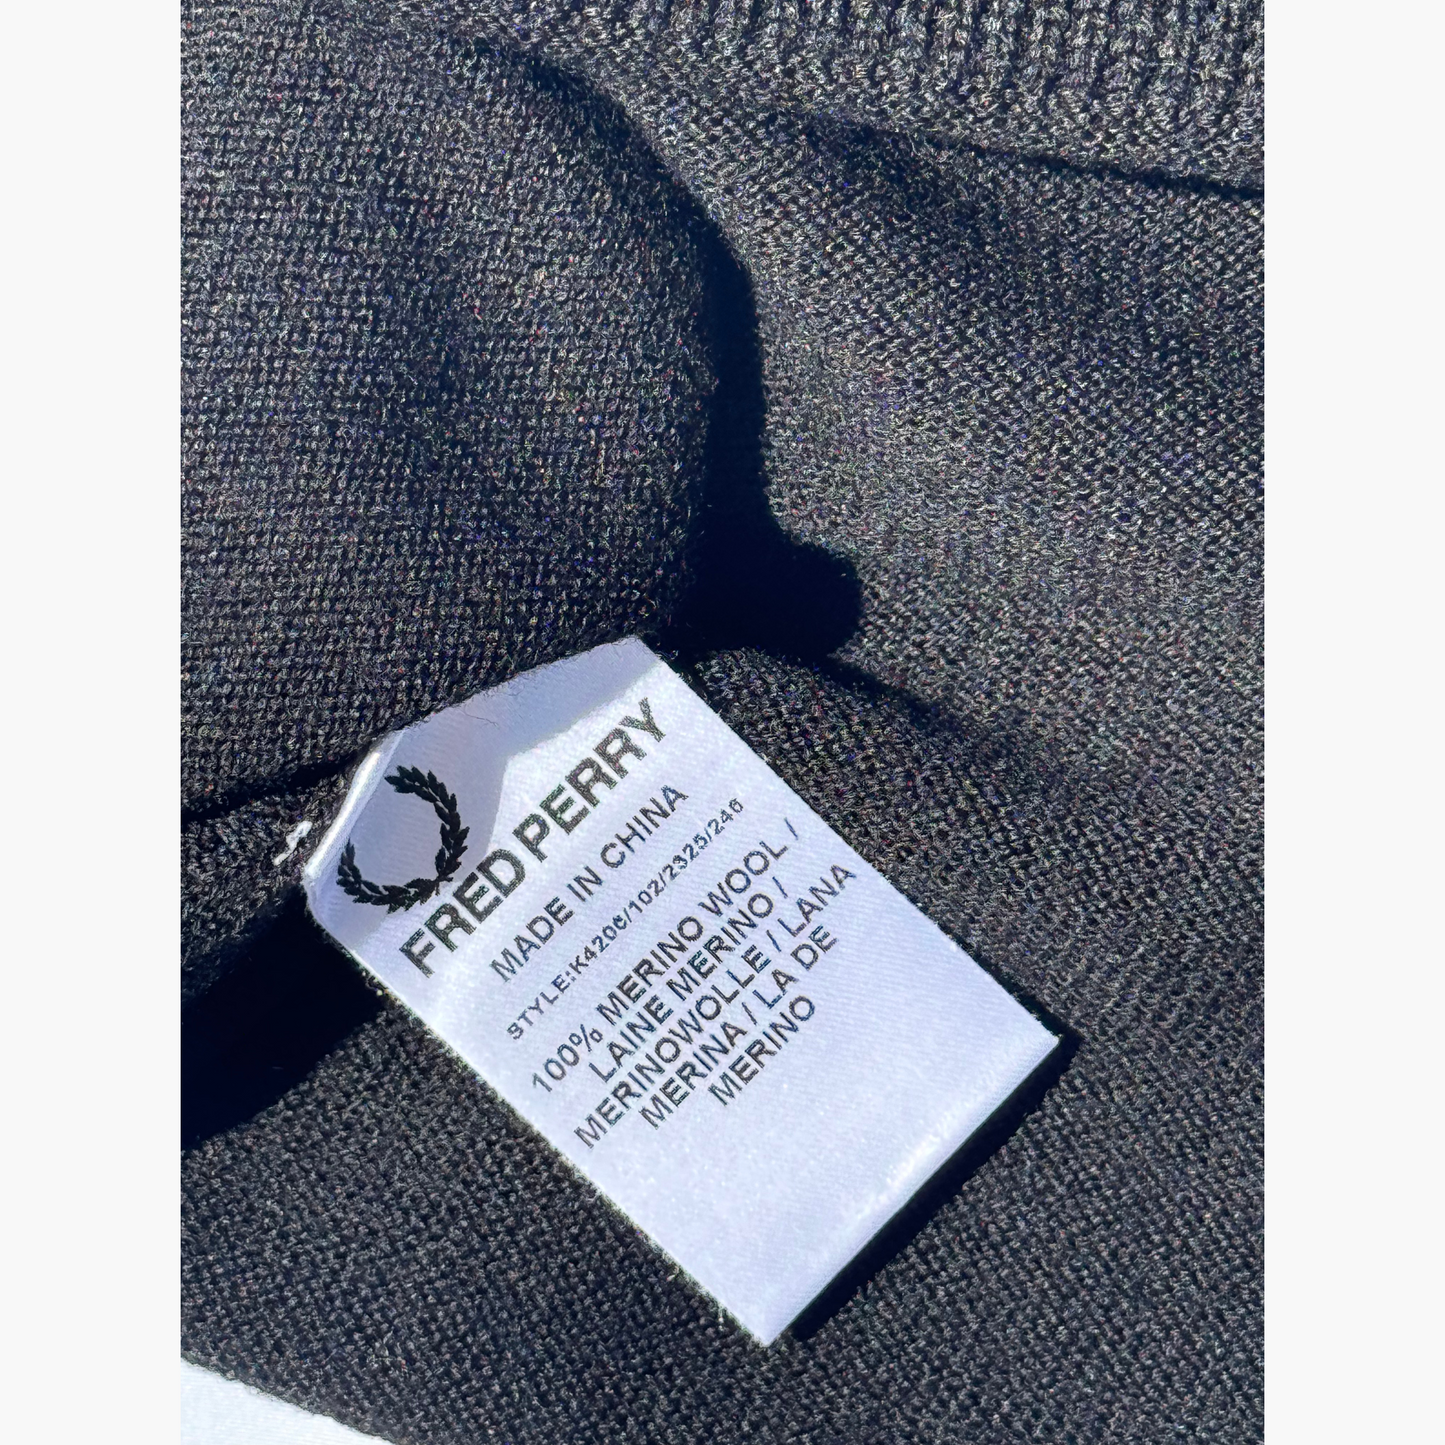 FRED PERRY
MADE IN CHINA
STYLE:K4206/102/2325/246
100% MERINO WOOL /
LAINE MERINO /
MERINOWOLLE / LANA
MERINA / LA DE
MERINO